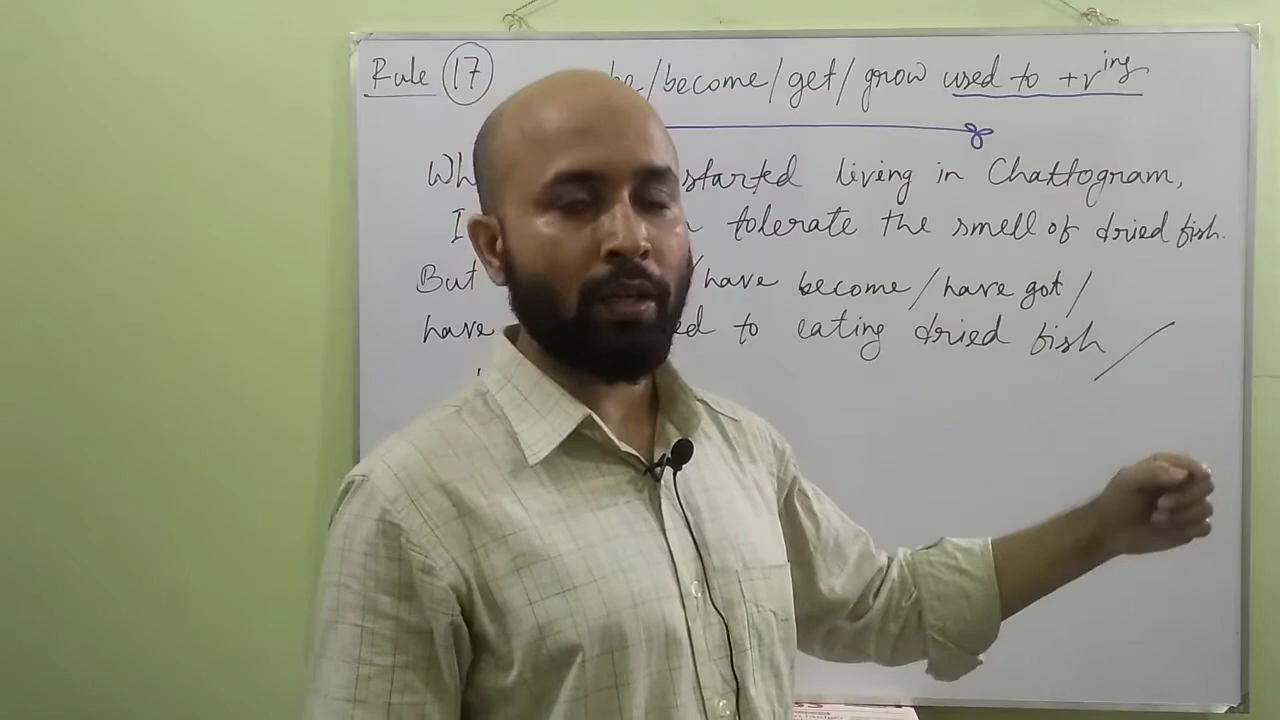 Rule 17 be/become/get/grow used to + v ing
started living in Chattogram,
I tolerate the smell of dried fish.
But /have become/have got/
have to eating dried fish /